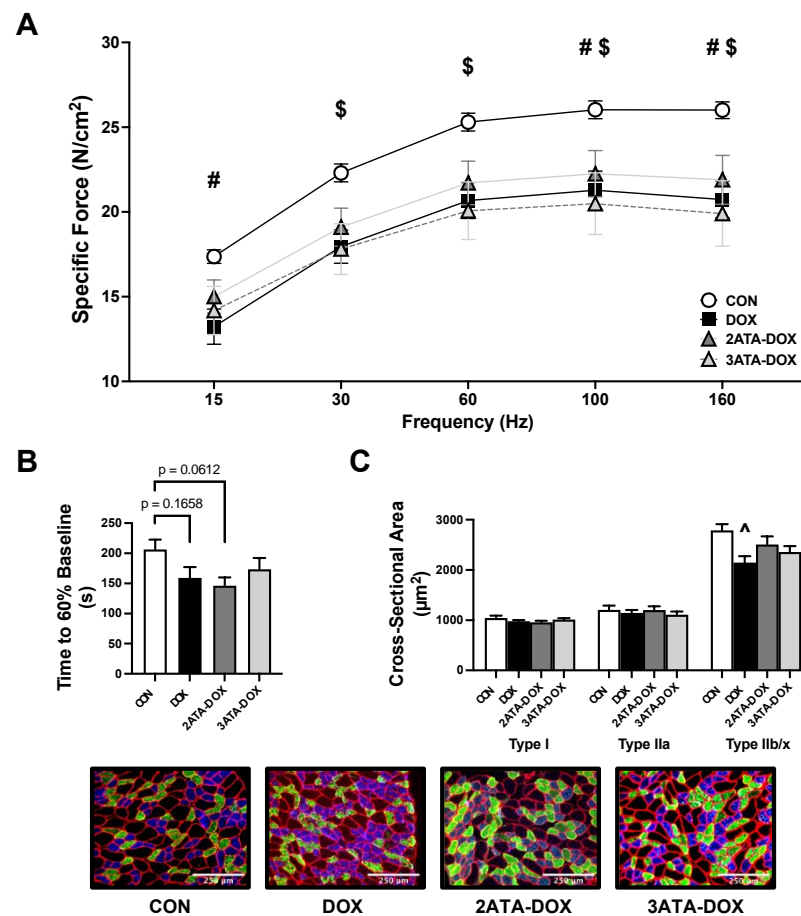 A
30
25
20
15
10
Specific Force (N/cm²)
#
$
$
# $
# $
CON
DOX
2ATA-DOX
3ATA-DOX
15
30
60
100
160
Frequency (Hz)
B
p = 0.0612
p = 0.1658
250
200
150
100
50
0
Time to 60% Baseline
(s)
CON
DOX
2ATA-DOX
3ATA-DOX
C
3000
2000
1000
0
Cross-Sectional Area
(µm²)
^
CON
DOX
2ATA-DOX
3ATA-DOX
CON
DOX
2ATA-DOX
3ATA-DOX
CON
DOX
2ATA-DOX
3ATA-DOX
Type I
Type IIa
Type IIb/x
250 µm
250 µm
250 µm
250 µm
CON
DOX
2ATA-DOX
3ATA-DOX